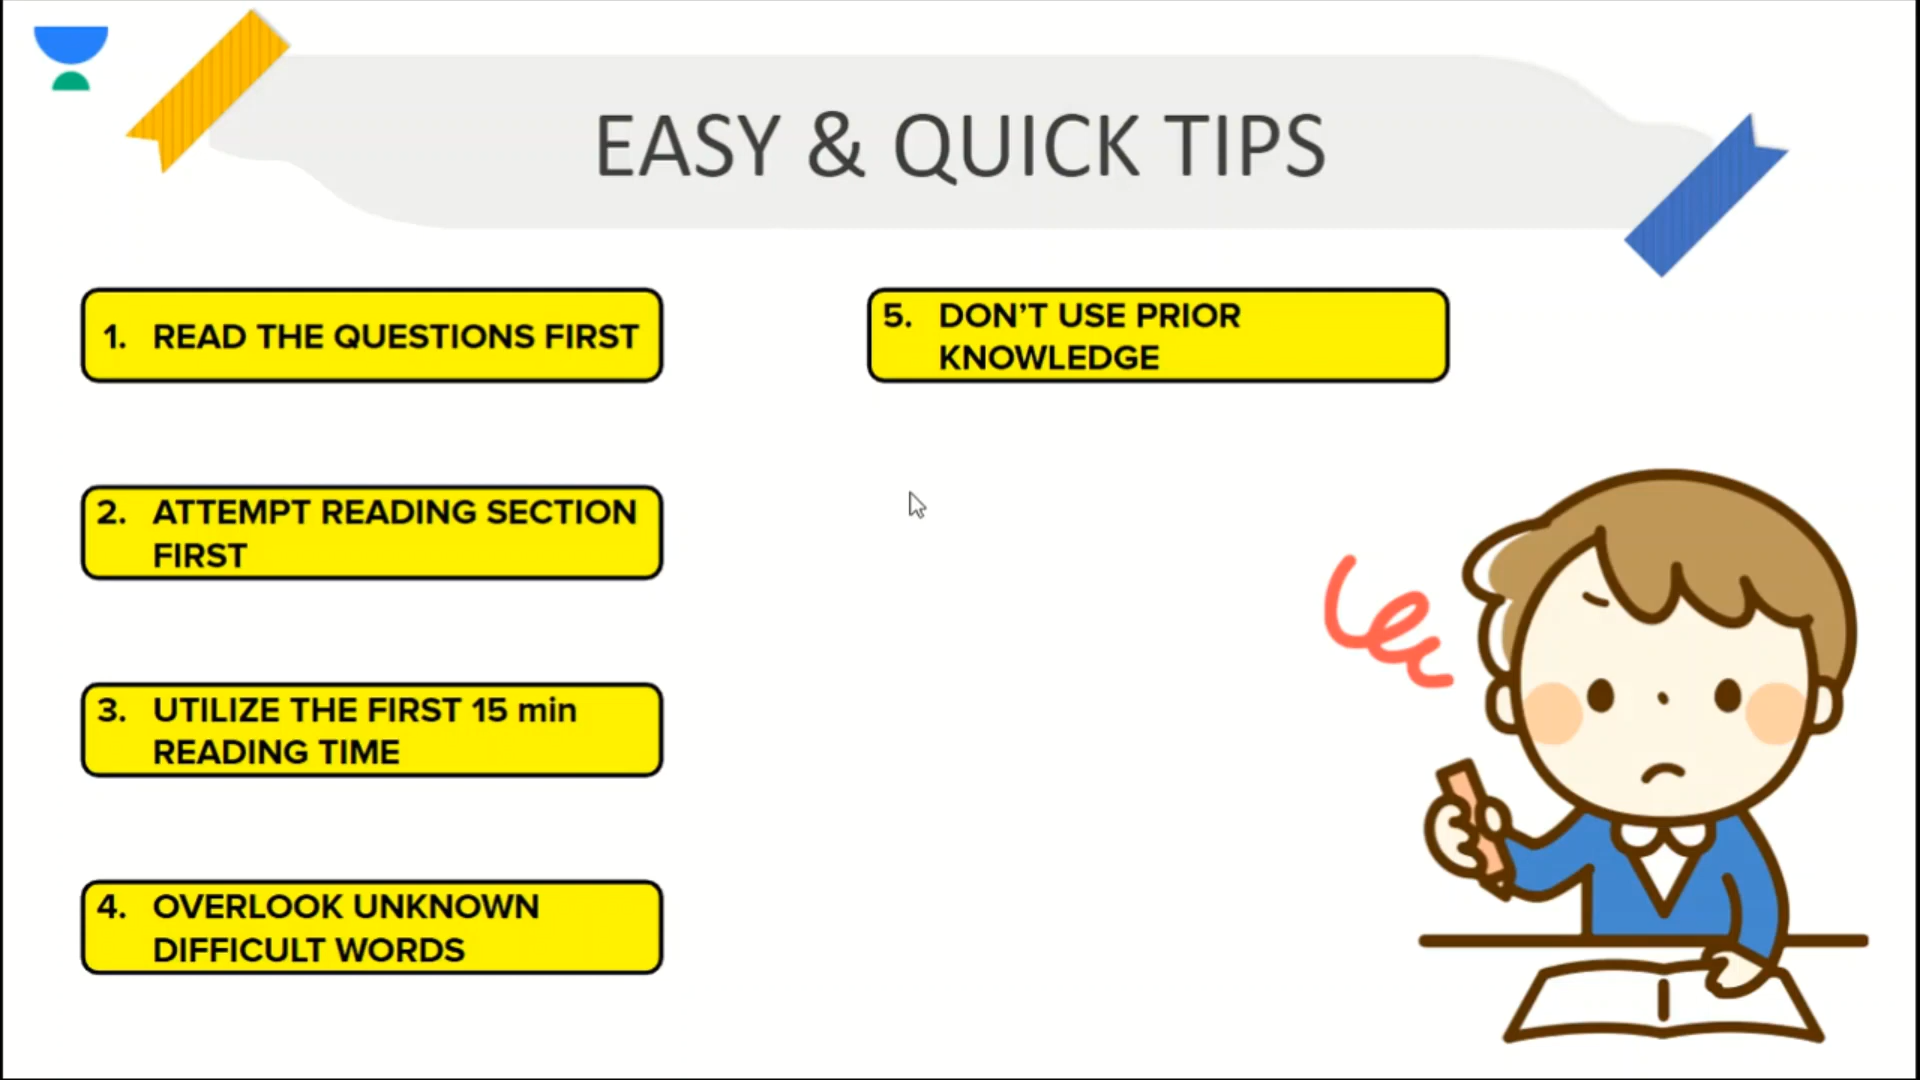 EASY & QUICK TIPS
1. READ THE QUESTIONS FIRST
2. ATTEMPT READING SECTION
FIRST
3. UTILIZE THE FIRST 15 min
READING TIME
4. OVERLOOK UNKNOWN
DIFFICULT WORDS
5. DON’T USE PRIOR
KNOWLEDGE